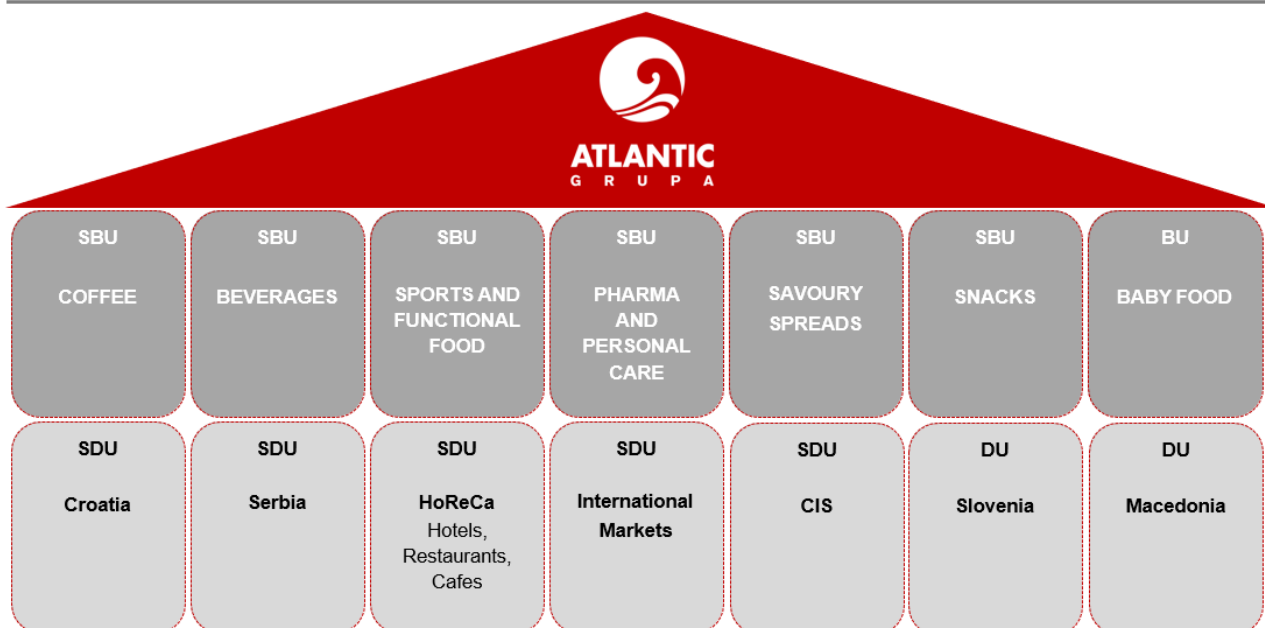 ATLANTIC
GRUPA
SBU
COFFEE
SBU
BEVERAGES
SBU
SPORTS AND
FUNCTIONAL
FOOD
SBU
PHARMA
AND
PERSONAL
CARE
SBU
SAVOURY
SPREADS
SBU
SNACKS
BU
BABY FOOD
SDU
Croatia
SDU
Serbia
SDU
HoReCa
Hotels,
Restaurants,
Cafes
SDU
International
Markets
SDU
CIS
DU
Slovenia
DU
Macedonia